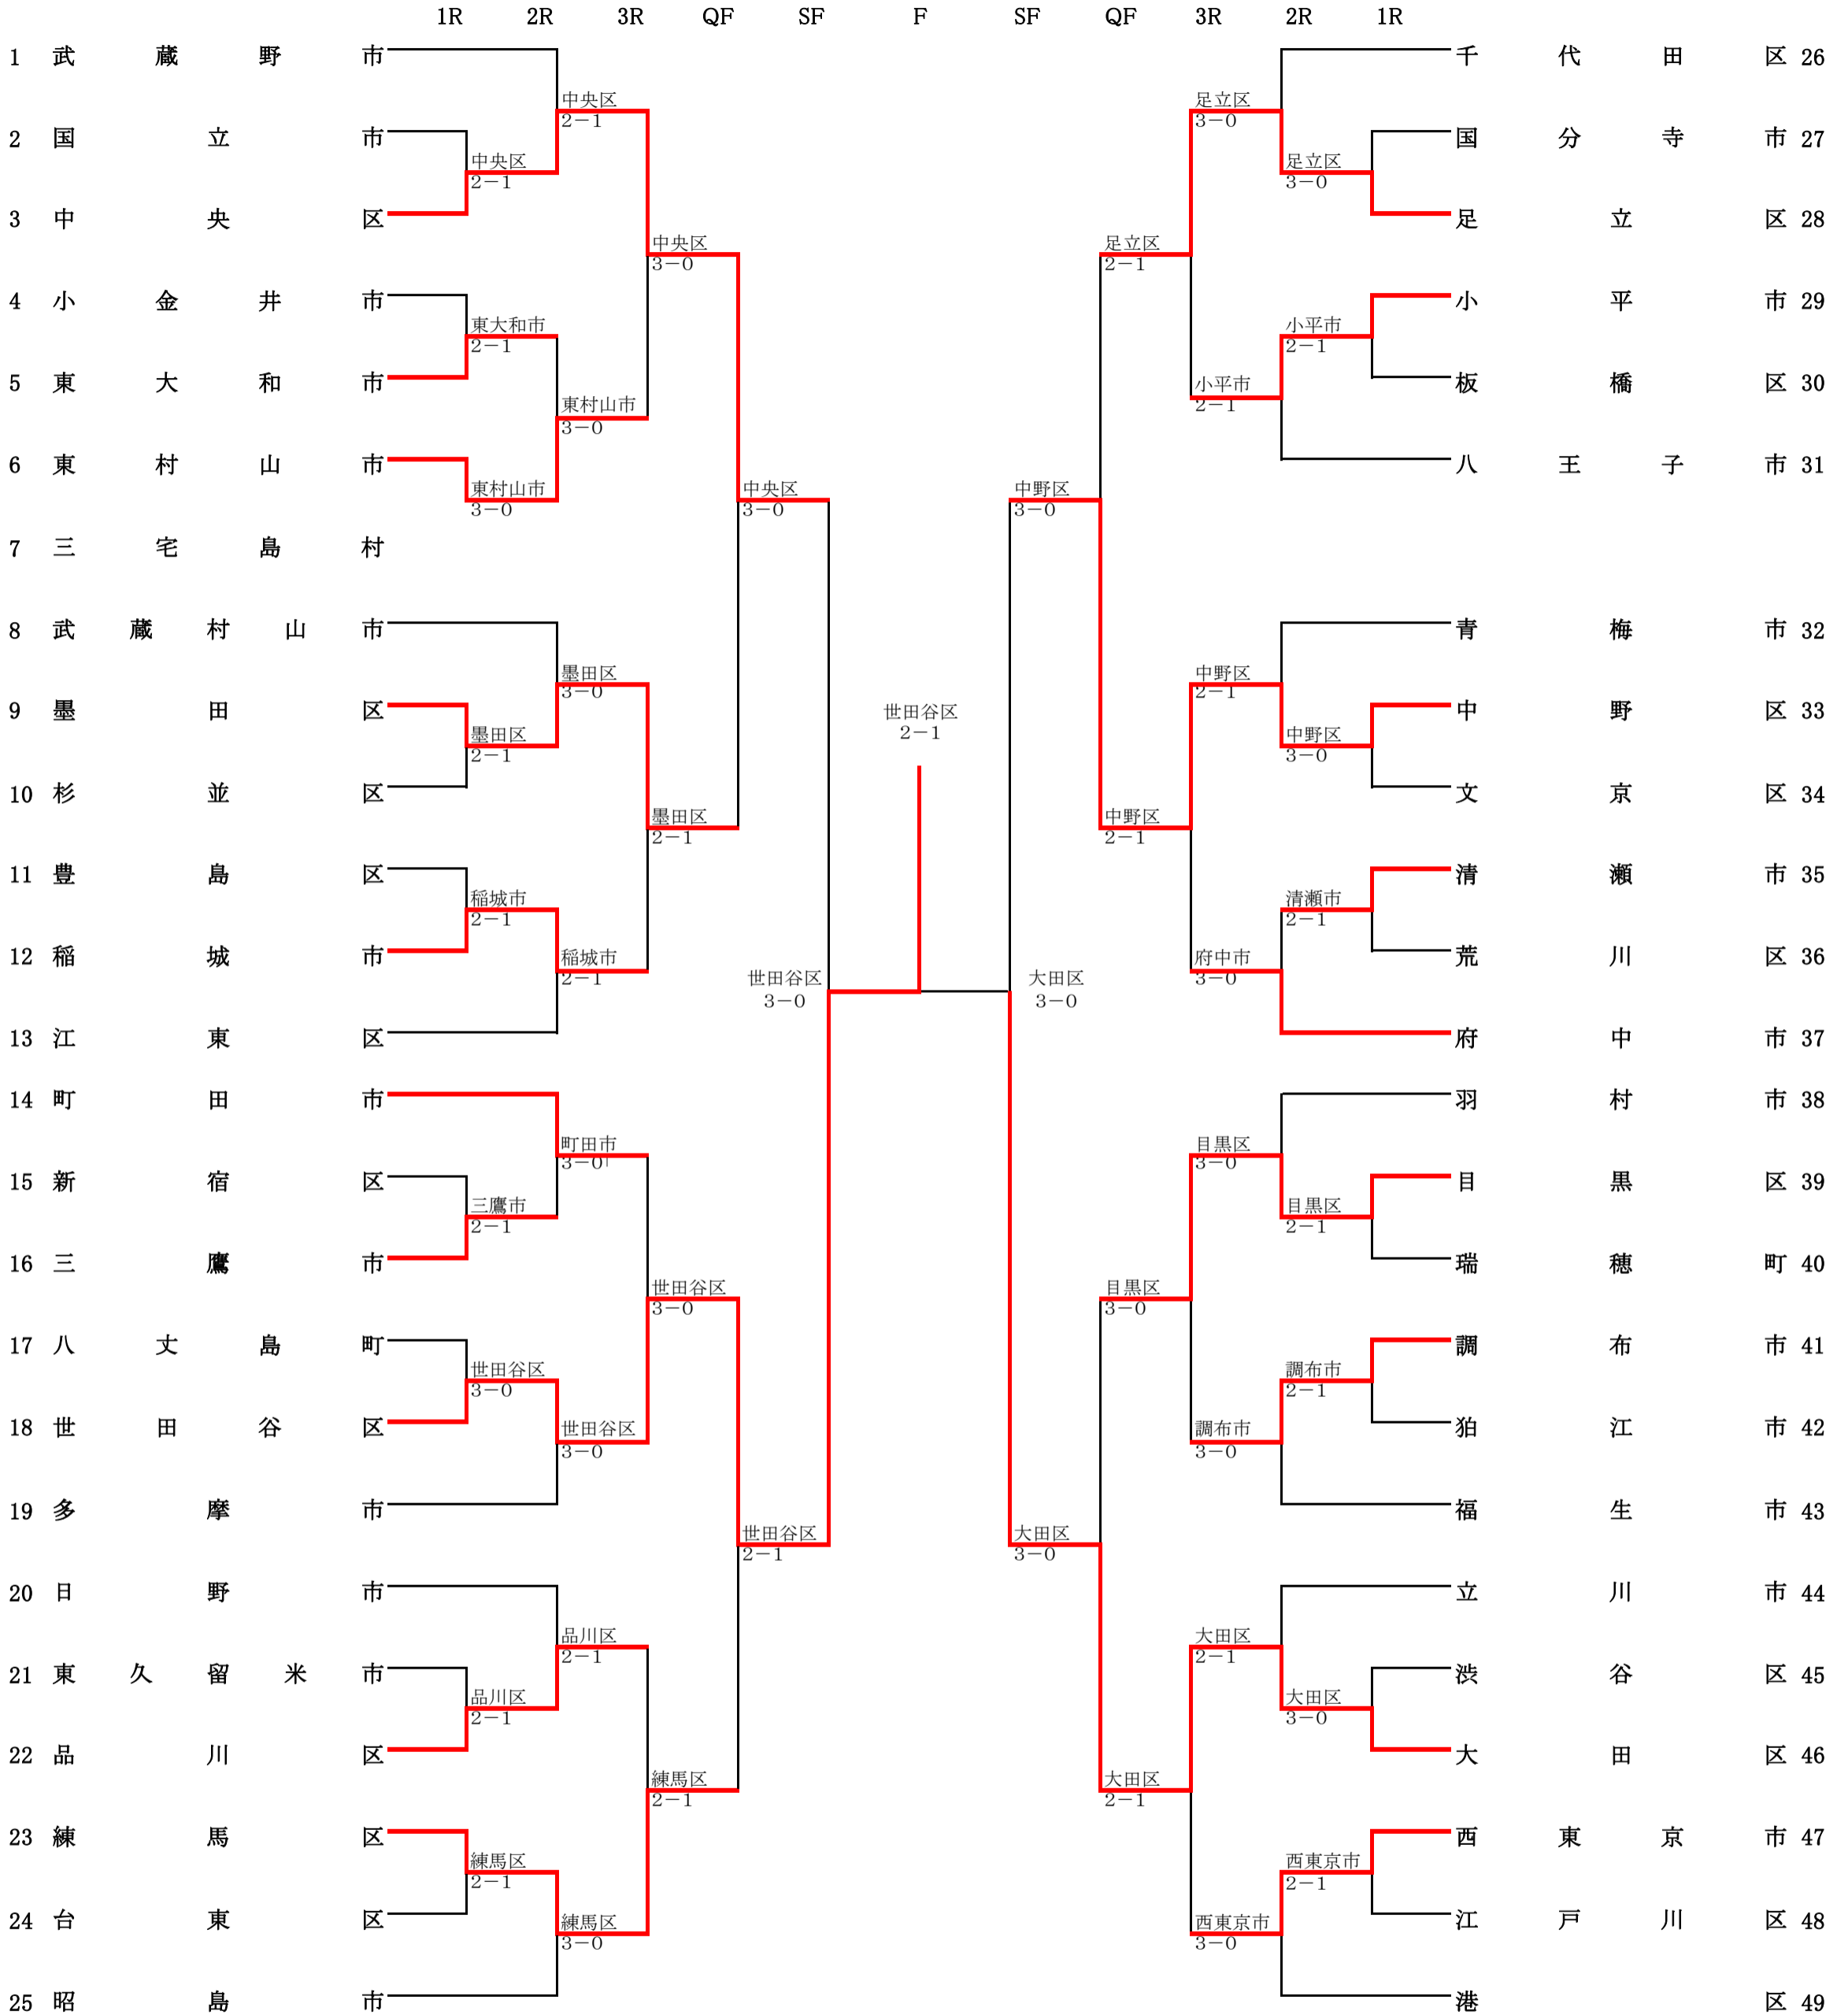 1R 2R 3R QF SF F SF QF 3R 2R 1R
1 武蔵野市 千代田区 26
中央区 足立区
2-1 3-0
2 国立市 国分寺市 27
中央区 足立区
2-1 3-0
3 中央区 足立区 28
中央区 足立区
3-0 2-1
4 小金井市 小平市 29
東大和市 小平市
2-1 2-1
5 東大和市 小平市 板橋区 30
東村山市 2-1
3-0
6 東村山市 八王子市 31
東村山市 中央区 中野区
3-0 3-0 3-0
7 三宅島村
8 武蔵村山市 青梅市 32
墨田区 中野区
3-0 2-1
9 墨田区 世田谷区 中野区 33
墨田区 2-1 中野区
2-1 3-0
10 杉並区 文京区 34
墨田区 中野区
2-1 2-1
11 豊島区 清瀬市 35
稲城市 清瀬市
2-1 2-1
12 稲城市 稲城市 府中市 荒川区 36
2-1 世田谷区 大田区 3-0
3-0 3-0
13 江東区 府中市 37
14 町田市 羽村市 38
町田市 目黒区
3-0 3-0
15 新宿区 目黒区 39
三鷹市 目黒区
2-1 2-1
16 三鷹市 瑞穂町 40
世田谷区 目黒区
3-0 3-0
17 八丈島町 調布市 41
世田谷区 調布市
3-0 2-1
18 世田谷区 世田谷区 調布市 狛江市 42
3-0 3-0
19 多摩市 福生市 43
世田谷区 大田区
2-1 3-0
20 日野市 立川市 44
品川区 大田区
2-1 2-1
21 東久留米市 渋谷区 45
品川区 大田区
2-1 3-0
22 品川区 大田区 46
練馬区 大田区
2-1 2-1
23 練馬区 西東京市 47
練馬区 西東京市
2-1 2-1
24 台東区 練馬区 西東京市 江戸川区 48
3-0 3-0
25 昭島市 港区 49